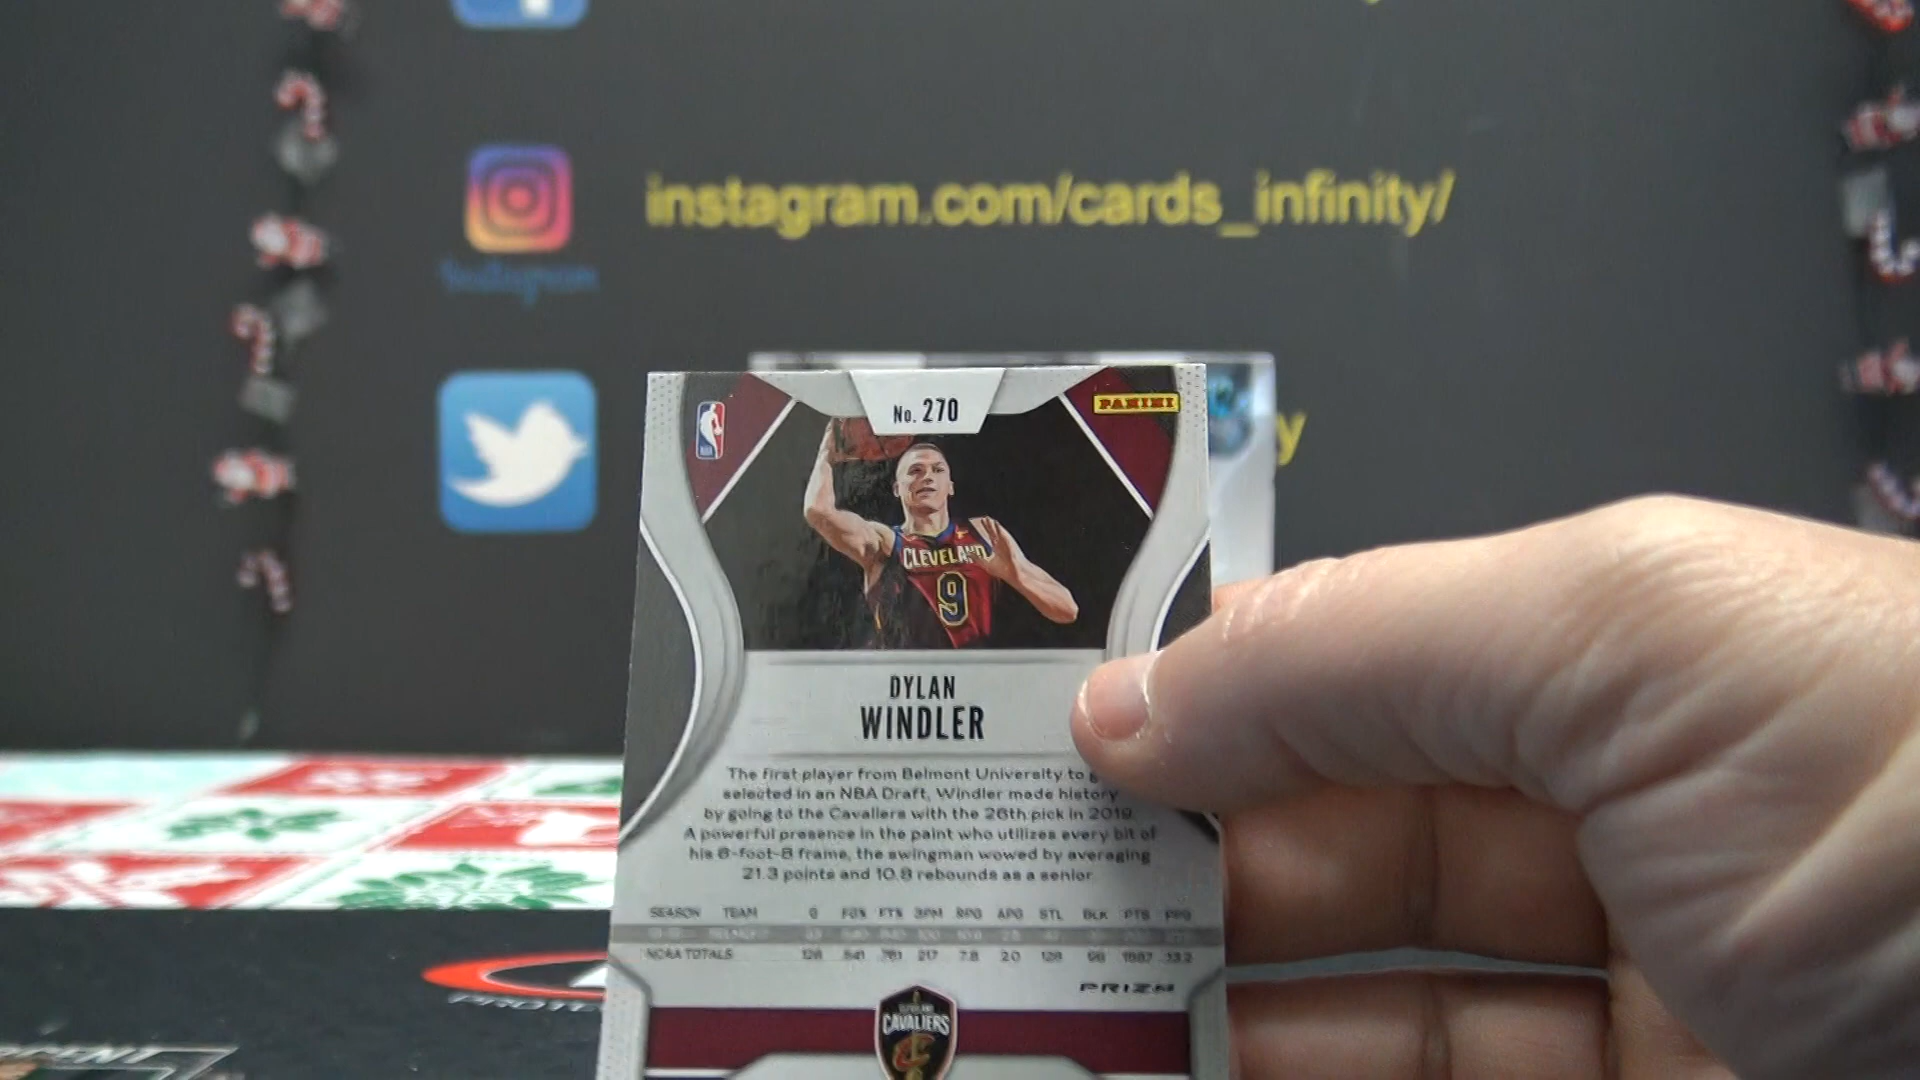 instagram.com/cards_infinity/
Instagram
y
No. 270
PANINI
NBA
CLEVELAND
9
DYLAN
WINDLER
The first player from Belmont University to
selected in an NBA Draft, Windler made history
by going to the Cavaliers with the 26th pick in 2019.
A powerful presence in the paint who utilizes every bit of
his 6-foot-8 frame, the swingman wowed by averaging
21.3 points and 10.8 rebounds as a senior.
SEASON TEAM G FG% FT% 3PM RPG APG STL BLK PTS PPG
NCAA TOTALS 128 .541 .761 217 7.8 2.0 128 98 1687 13.2
PRIZM
CLEVELAND
CAVALIERS
C